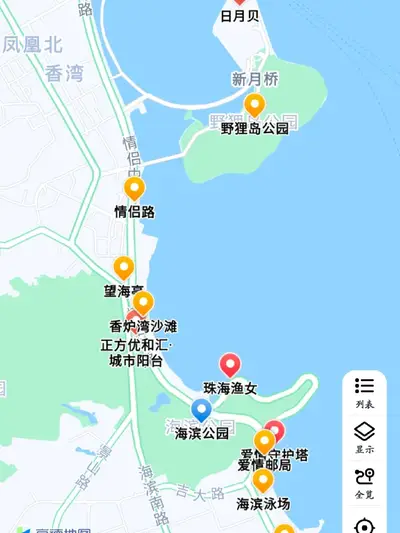 日月贝
凤凰北
路
香湾
新月桥
野狸岛公园
情侣中
情侣路
望海亭
香炉湾沙滩
正方优和汇·
城市阳台
珠海渔女
海滨公园
海滨公园
爱情守护塔
爱情邮局
景山路
海滨南路
吉大路
海滨泳场
列表
显示
全览
高德地图